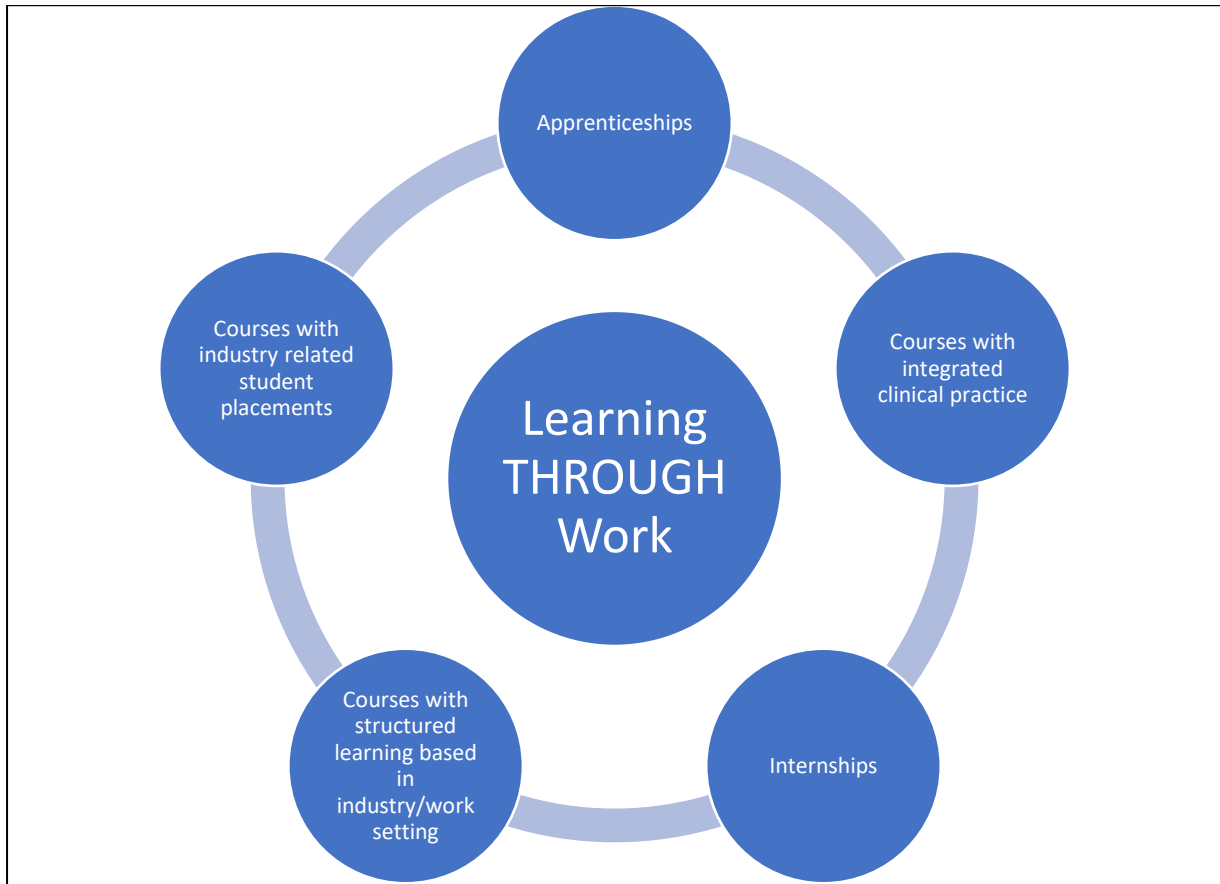 Apprenticeships
Courses with
integrated
clinical practice
Internships
Courses with
structured
learning based
in
industry/work
setting
Courses with
industry related
student
placements
Learning
THROUGH
Work